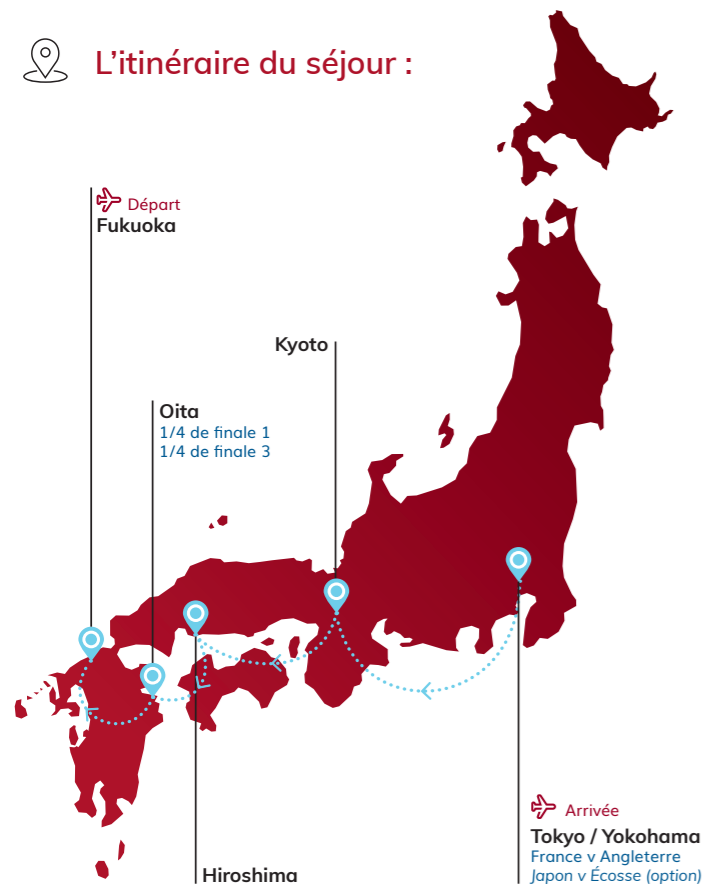 L'itinéraire du séjour :
Départ
Fukuoka
Kyoto
Oita
1/4 de finale 1
1/4 de finale 3
Hiroshima
Arrivée
Tokyo / Yokohama
France v Angleterre
Japon v Écosse (option)